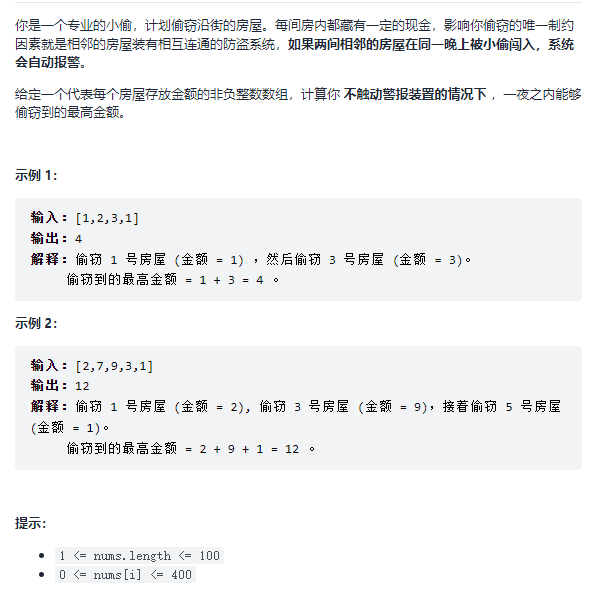 你是一个专业的小偷，计划偷窃沿街的房屋。每间房内都藏有一定的现金，影响你偷窃的唯一制约
因素就是相邻的房屋装有相互连通的防盗系统，如果两间相邻的房屋在同一晚上被小偷闯入，系统
会自动报警。
给定一个代表每个房屋存放金额的非负整数数组，计算你 不触动警报装置的情况下 ，一夜之内能够
偷窃到的最高金额。
示例 1：
输入：[1,2,3,1]
输出：4
解释：偷窃 1 号房屋 (金额 = 1) ，然后偷窃 3 号房屋 (金额 = 3)。
偷窃到的最高金额 = 1 + 3 = 4 。
示例 2：
输入：[2,7,9,3,1]
输出：12
解释：偷窃 1 号房屋 (金额 = 2), 偷窃 3 号房屋 (金额 = 9)，接着偷窃 5 号房屋
(金额 = 1)。
偷窃到的最高金额 = 2 + 9 + 1 = 12 。
提示：
1 <= nums.length <= 100
0 <= nums[i] <= 400